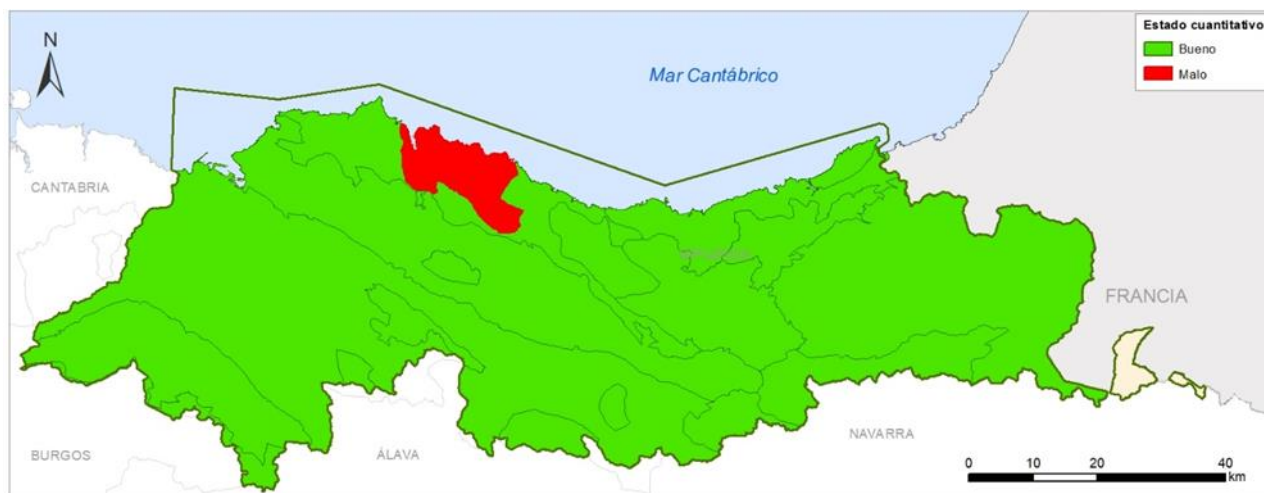 N
Mar Cantábrico
Estado cuantitativo
Bueno
Malo
CANTABRIA
FRANCIA
BURGOS
ÁLAVA
NAVARRA
0 10 20 40
km